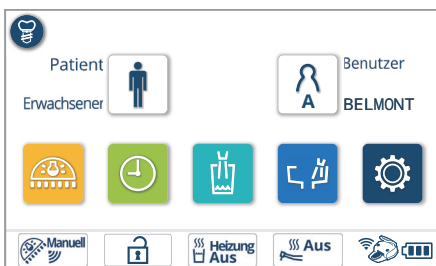 Patient
Benutzer
Erwachsener
A
BELMONT
Manuell
Heizung
Aus
Aus